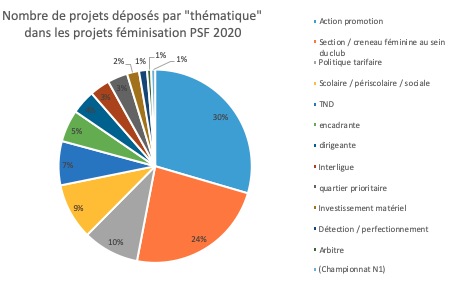 Nombre de projets déposés par "thématique"
dans les projets féminisation PSF 2020
30%
24%
10%
9%
7%
5%
3%
3%
2%
1%
1%
1%
Action promotion
Section / creneau féminine au sein
du club
Politique tarifaire
Scolaire / périscolaire / sociale
TND
encadrante
dirigeante
Interligue
quartier prioritaire
Investissement matériel
Détection / perfectionnement
Arbitre
(Championnat N1)